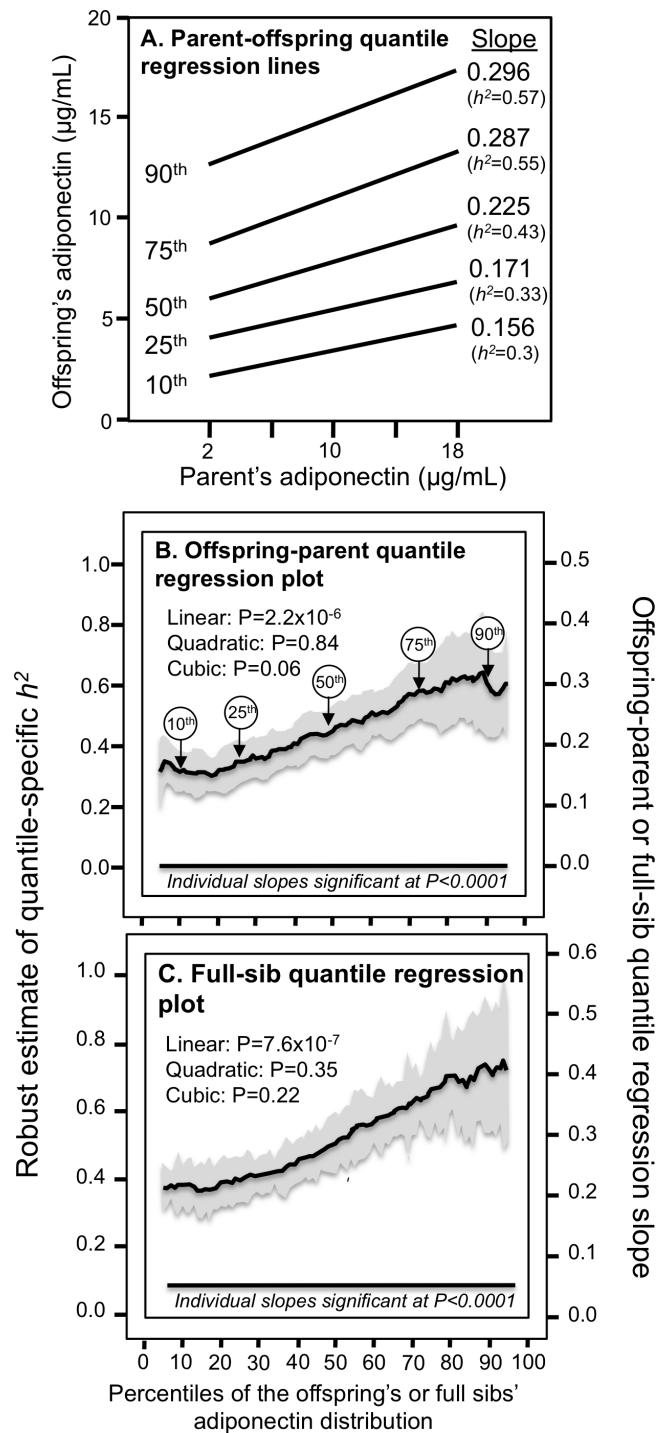 A. Parent-offspring quantile
regression lines
Slope
0.296
(h²=0.57)
0.287
(h²=0.55)
0.225
(h²=0.43)
0.171
(h²=0.33)
0.156
(h²=0.3)
90th
75th
50th
25th
10th
20
15
10
5
0
Offspring's adiponectin (µg/mL)
2
10
18
Parent's adiponectin (µg/mL)
B. Offspring-parent quantile
regression plot
Linear: P=2.2x10⁻⁶
Quadratic: P=0.84
Cubic: P=0.06
10th
25th
50th
75th
90th
Individual slopes significant at P<0.0001
1.0
0.8
0.6
0.4
0.2
0.0
0.5
0.4
0.3
0.2
0.1
0.0
Robust estimate of quantile-specific h²
Offspring-parent or full-sib quantile regression slope
C. Full-sib quantile regression
plot
Linear: P=7.6x10⁻⁷
Quadratic: P=0.35
Cubic: P=0.22
Individual slopes significant at P<0.0001
1.0
0.8
0.6
0.4
0.2
0.0
0.6
0.5
0.4
0.3
0.2
0.1
0.0
0 10 20 30 40 50 60 70 80 90 100
Percentiles of the offspring's or full sibs'
adiponectin distribution